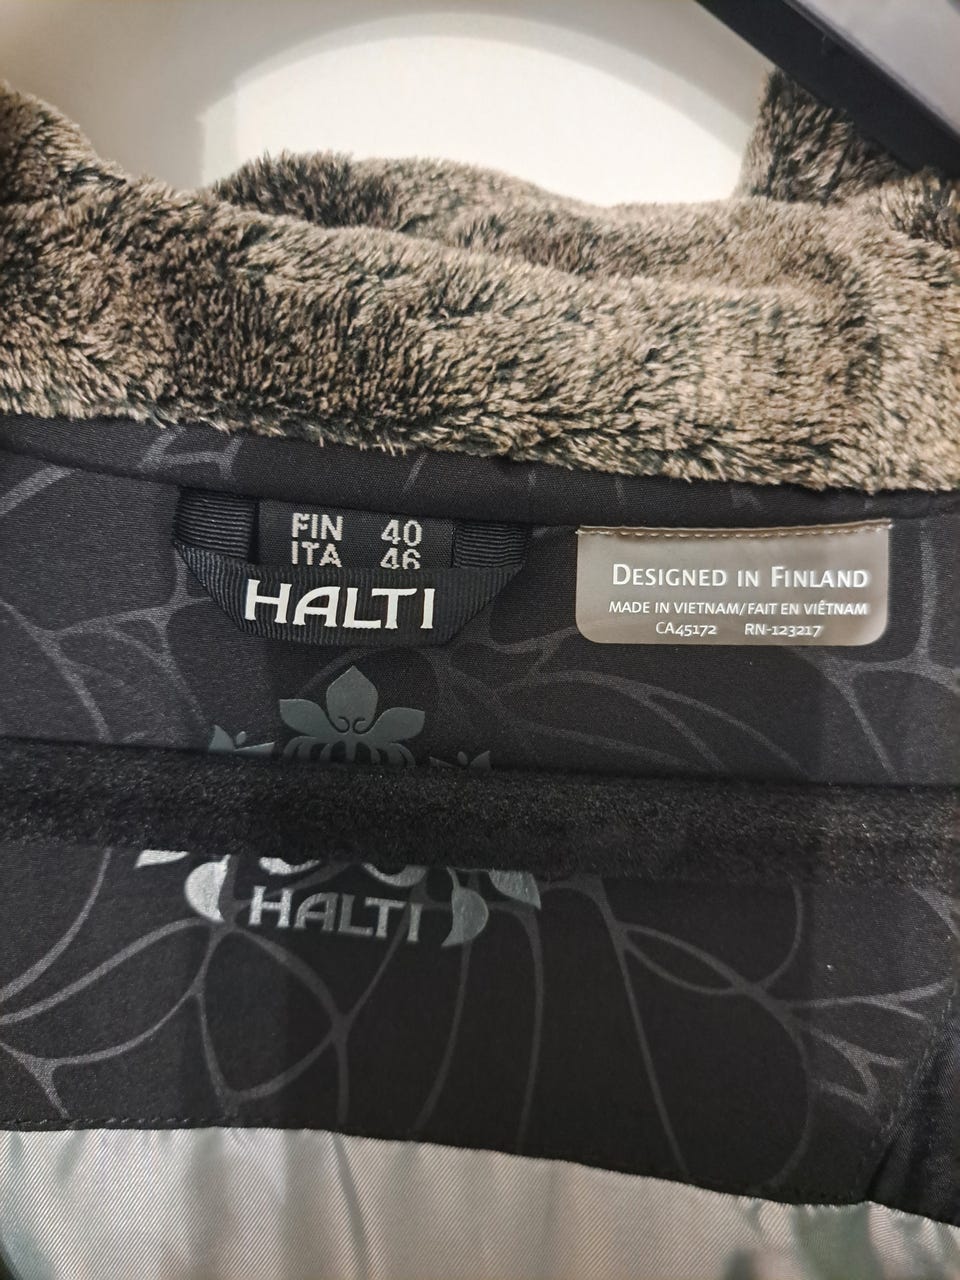 FIN 40
ITA 46
HALTI
DESIGNED IN FINLAND
MADE IN VIETNAM/FAIT EN VIÊTNAM
CA45172 RN-123217
HALTI